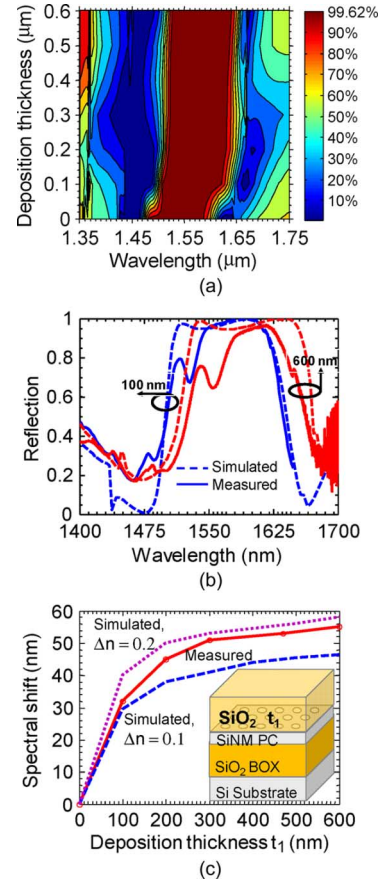 0.6
0.5
0.4
0.3
0.2
0.1
0
Deposition thickness (μm)
1.35 1.45 1.55 1.65 1.75
Wavelength (μm)
99.62%
90%
80%
70%
60%
50%
40%
30%
20%
10%
(a)
1
0.8
0.6
0.4
0.2
0
Reflection
100 nm
600 nm
Simulated
Measured
1400 1475 1550 1625 1700
Wavelength (nm)
(b)
60
50
40
30
20
10
0
Spectral shift (nm)
Simulated,
Δn = 0.2
Measured
Simulated,
Δn = 0.1
SiO2 t1
SiNM PC
SiO2 BOX
Si Substrate
0 100 200 300 400 500 600
Deposition thickness t1 (nm)
(c)